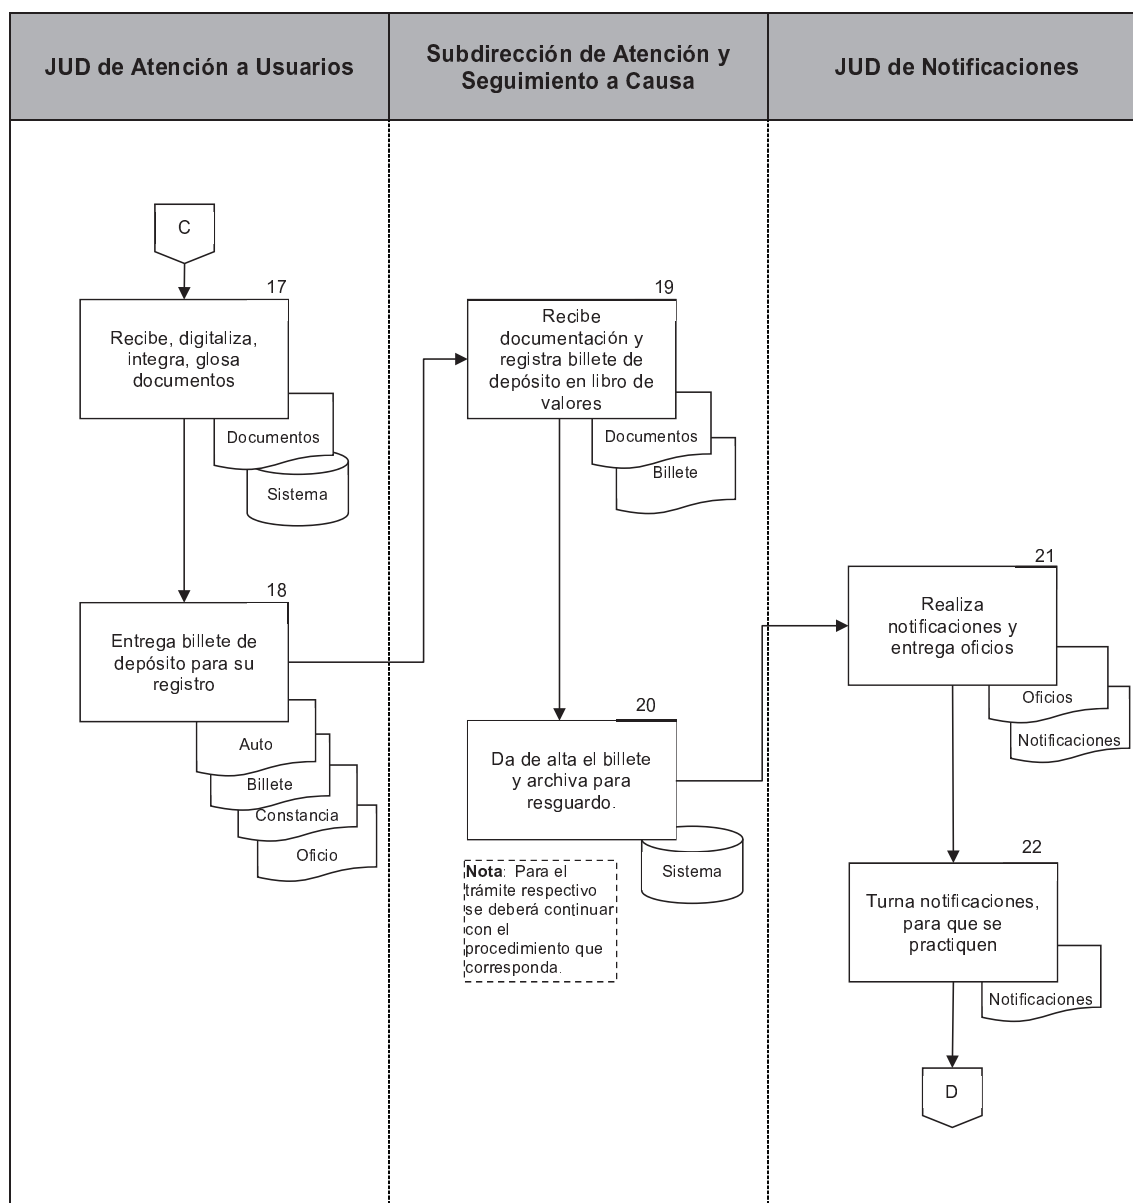 JUD de Atención a Usuarios
Subdirección de Atención y
Seguimiento a Causa
JUD de Notificaciones
C
17
Recibe, digitaliza,
integra, glosa
documentos
Documentos
Sistema
18
Entrega billete de
depósito para su
registro
Auto
Billete
Constancia
Oficio
19
Recibe
documentación y
registra billete de
depósito en libro de
valores
Documentos
Billete
20
Da de alta el billete
y archiva para
resguardo.
Sistema
Nota: Para el
trámite respectivo
se deberá continuar
con el
procedimiento que
corresponda.
21
Realiza
notificaciones y
entrega oficios
Oficios
Notificaciones
22
Turna notificaciones,
para que se
practiquen
Notificaciones
D